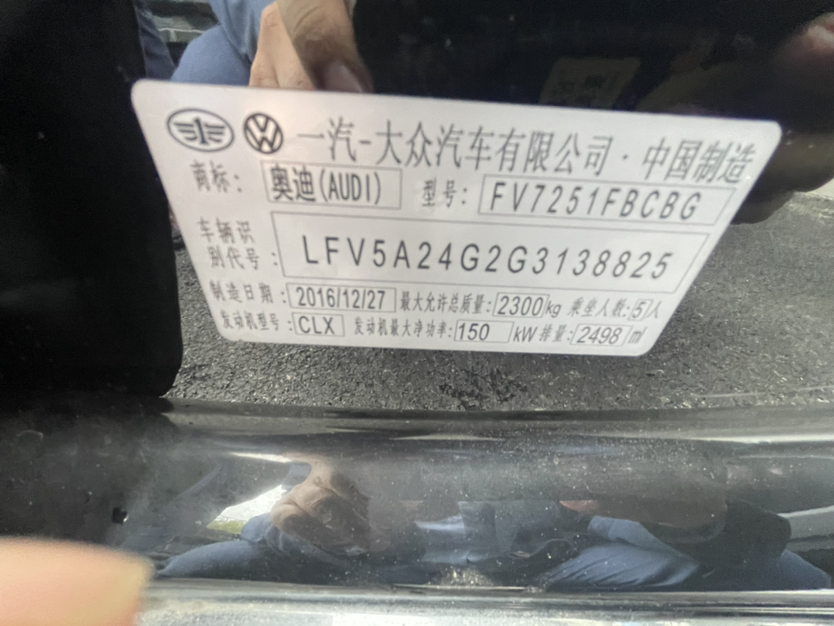 一汽-大众汽车有限公司·中国制造
商标: 奥迪(AUDI) 型号: FV7251FBCBG
车辆识
别代号: LFV5A24G2G3138825
制造日期: 2016/12/27 最大允许总质量: 2300kg 乘坐人数: 5人
发动机型号: CLX 发动机最大净功率: 150 kW 排量: 2498 ml